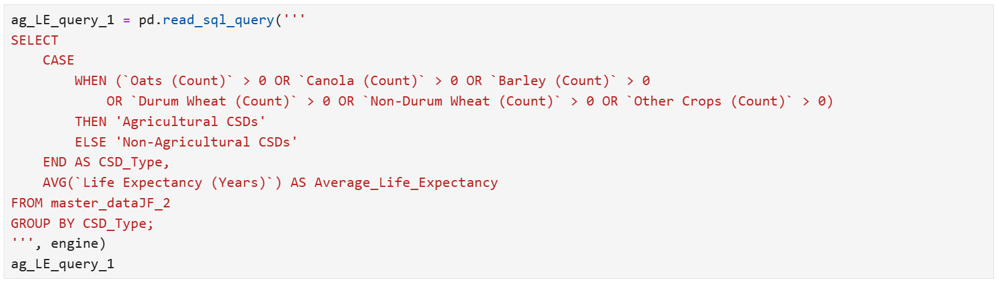 ag_LE_query_1 = pd.read_sql_query('''
SELECT
    CASE
        WHEN (`Oats (Count)` > 0 OR `Canola (Count)` > 0 OR `Barley (Count)` > 0
            OR `Durum Wheat (Count)` > 0 OR `Non-Durum Wheat (Count)` > 0 OR `Other Crops (Count)` > 0)
        THEN 'Agricultural CSDs'
        ELSE 'Non-Agricultural CSDs'
    END AS CSD_Type,
    AVG(`Life Expectancy (Years)`) AS Average_Life_Expectancy
FROM master_dataJF_2
GROUP BY CSD_Type;
''', engine)
ag_LE_query_1